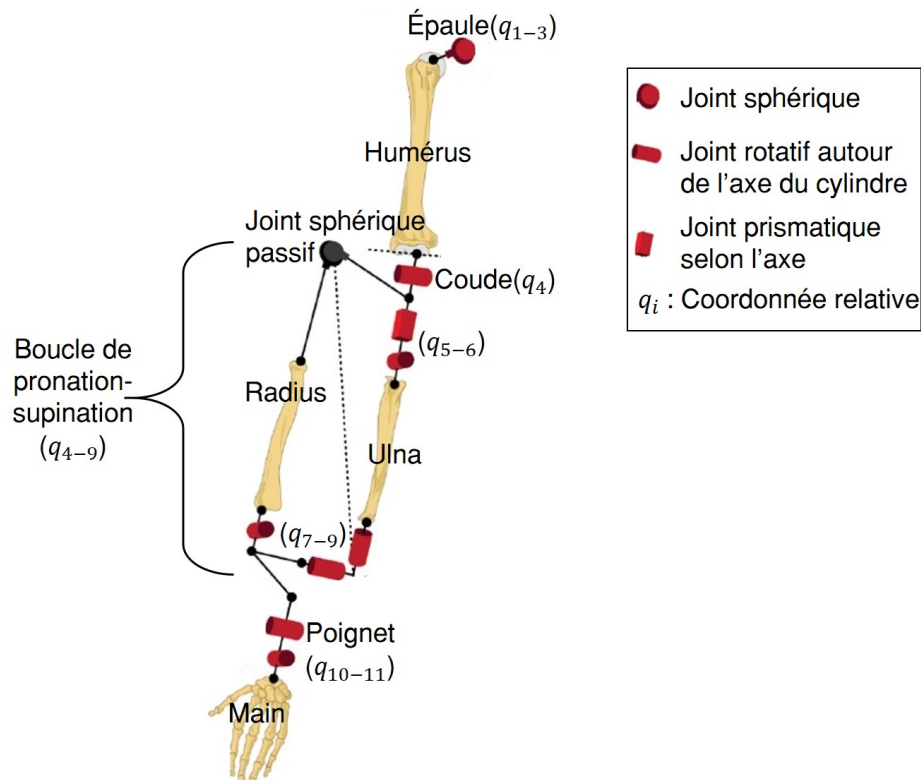 Épaule(q₁₋₃)
Humérus
Joint sphérique
passif
Coude(q₄)
(q₅₋₆)
Boucle de
pronation-
supination
(q₄₋₉)
Radius
Ulna
(q₇₋₉)
Poignet
(q₁₀₋₁₁)
Main
Joint sphérique
Joint rotatif autour
de l'axe du cylindre
Joint prismatique
selon l'axe
qᵢ : Coordonnée relative